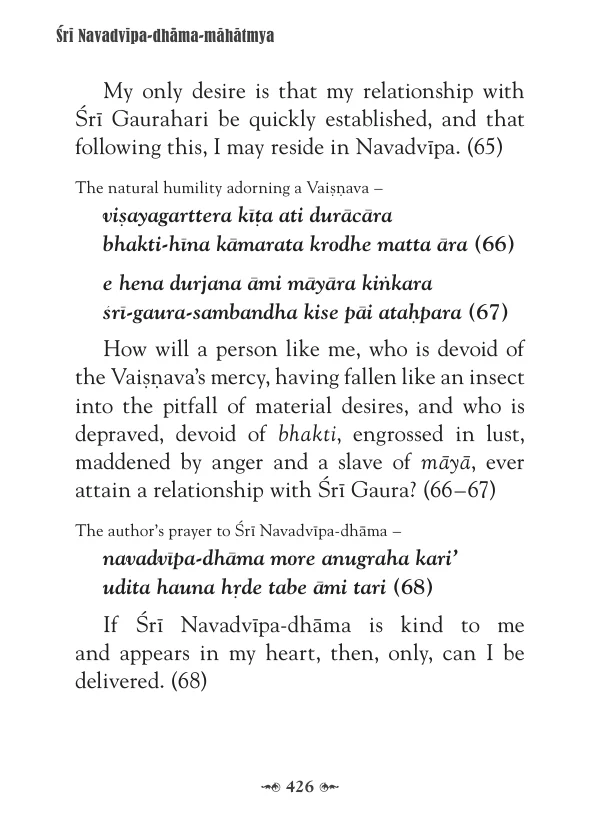 Śrī Navadvīpa-dhāma-māhātmya
My only desire is that my relationship with
Śrī Gaurahari be quickly established, and that
following this, I may reside in Navadvīpa. (65)
The natural humility adorning a Vaiṣṇava –
viṣayagarttera kīṭa ati durācāra
bhakti-hīna kāmarata krodhe matta āra (66)
e hena durjana āmi māyāra kiṅkara
śrī-gaura-sambandha kise pāi ataḥpara (67)
How will a person like me, who is devoid of
the Vaiṣṇava’s mercy, having fallen like an insect
into the pitfall of material desires, and who is
depraved, devoid of bhakti, engrossed in lust,
maddened by anger and a slave of māyā, ever
attain a relationship with Śrī Gaura? (66–67)
The author’s prayer to Śrī Navadvīpa-dhāma –
navadvīpa-dhāma more anugraha kari’
udita hauna hṛde tabe āmi tari (68)
If Śrī Navadvīpa-dhāma is kind to me
and appears in my heart, then, only, can I be
delivered. (68)
426